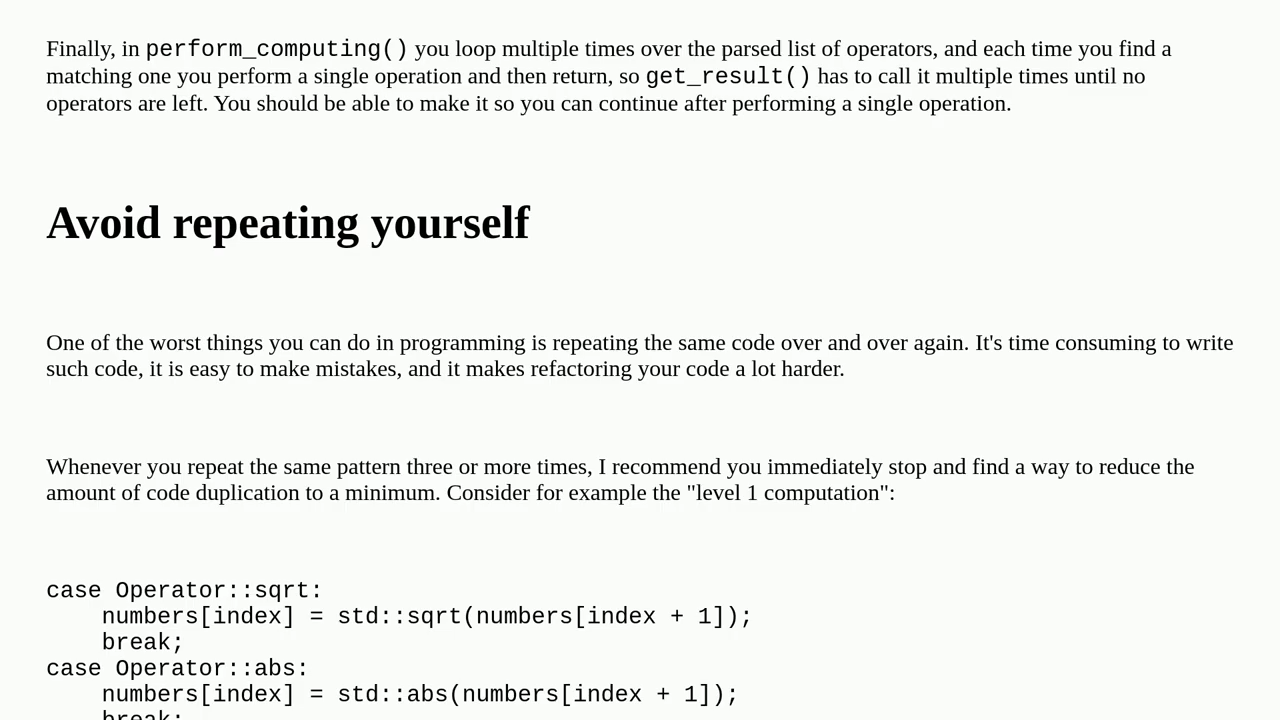 Finally, in perform_computing() you loop multiple times over the parsed list of operators, and each time you find a
matching one you perform a single operation and then return, so get_result() has to call it multiple times until no
operators are left. You should be able to make it so you can continue after performing a single operation.
Avoid repeating yourself
One of the worst things you can do in programming is repeating the same code over and over again. It's time consuming to write
such code, it is easy to make mistakes, and it makes refactoring your code a lot harder.
Whenever you repeat the same pattern three or more times, I recommend you immediately stop and find a way to reduce the
amount of code duplication to a minimum. Consider for example the "level 1 computation":
case Operator::sqrt:
    numbers[index] = std::sqrt(numbers[index + 1]);
    break;
case Operator::abs:
    numbers[index] = std::abs(numbers[index + 1]);
    break;